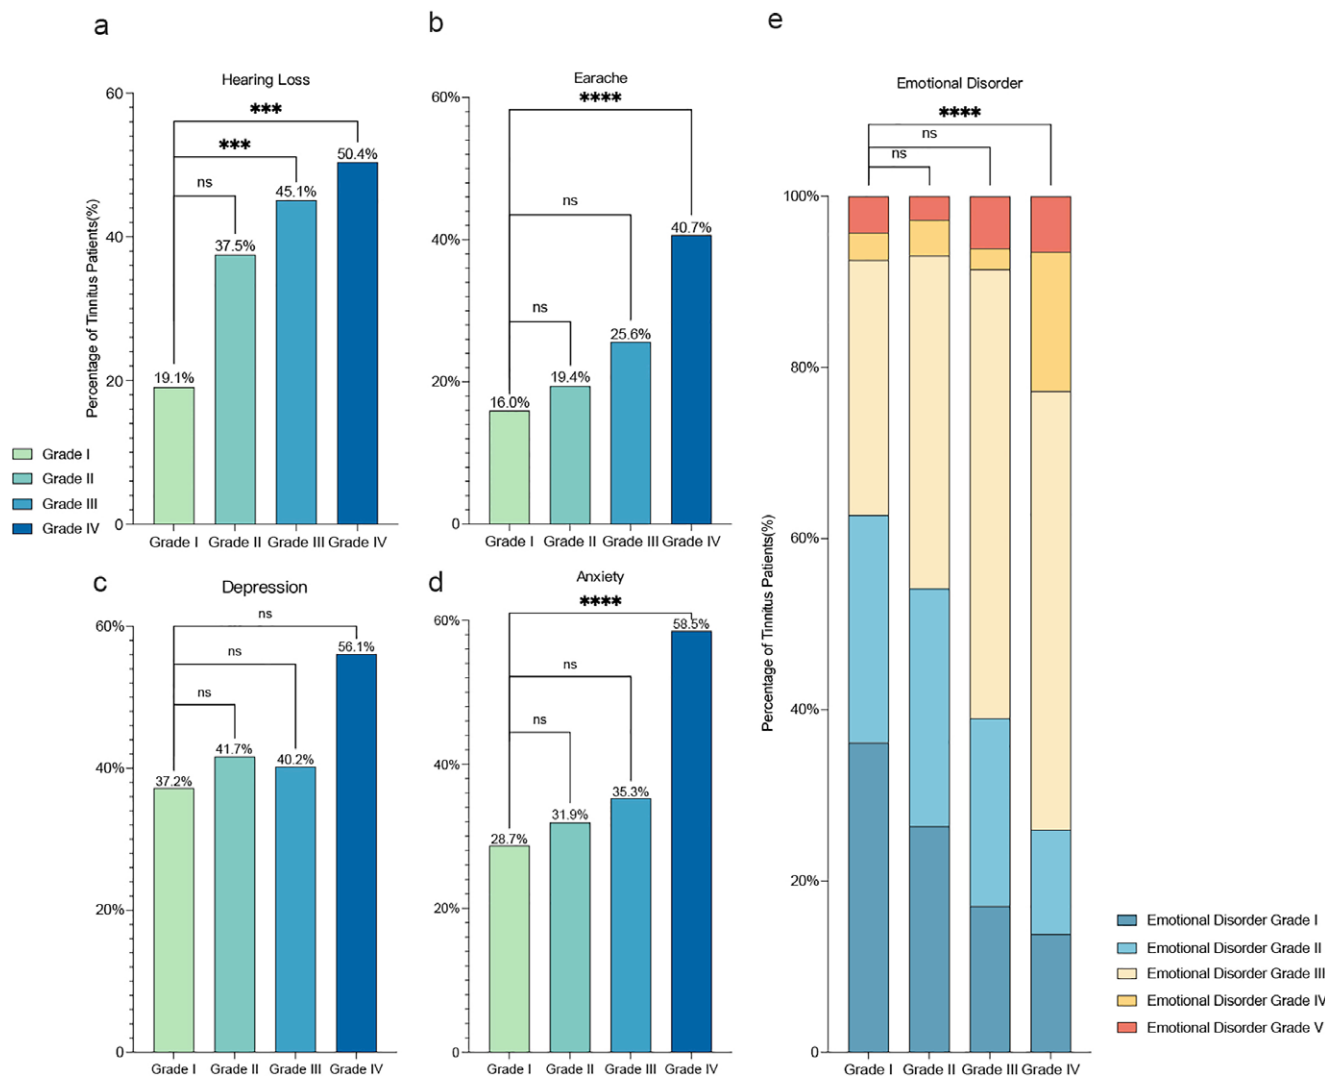 a
Hearing Loss
Percentage of Tinnitus Patients(%)
60
40
20
0
***
***
ns
19.1%
37.5%
45.1%
50.4%
Grade I
Grade II
Grade III
Grade IV
Grade I
Grade II
Grade III
Grade IV
b
Earache
60%
40%
20%
0
****
ns
ns
16.0%
19.4%
25.6%
40.7%
Grade I
Grade II
Grade III
Grade IV
c
Depression
60%
40%
20%
0
ns
ns
ns
37.2%
41.7%
40.2%
56.1%
Grade I
Grade II
Grade III
Grade IV
d
Anxiety
60%
40%
20%
0
****
ns
ns
28.7%
31.9%
35.3%
58.5%
Grade I
Grade II
Grade III
Grade IV
e
Emotional Disorder
Percentage of Tinnitus Patients(%)
****
ns
ns
100%
80%
60%
40%
20%
0
Grade I
Grade II
Grade III
Grade IV
Emotional Disorder Grade I
Emotional Disorder Grade II
Emotional Disorder Grade III
Emotional Disorder Grade IV
Emotional Disorder Grade V